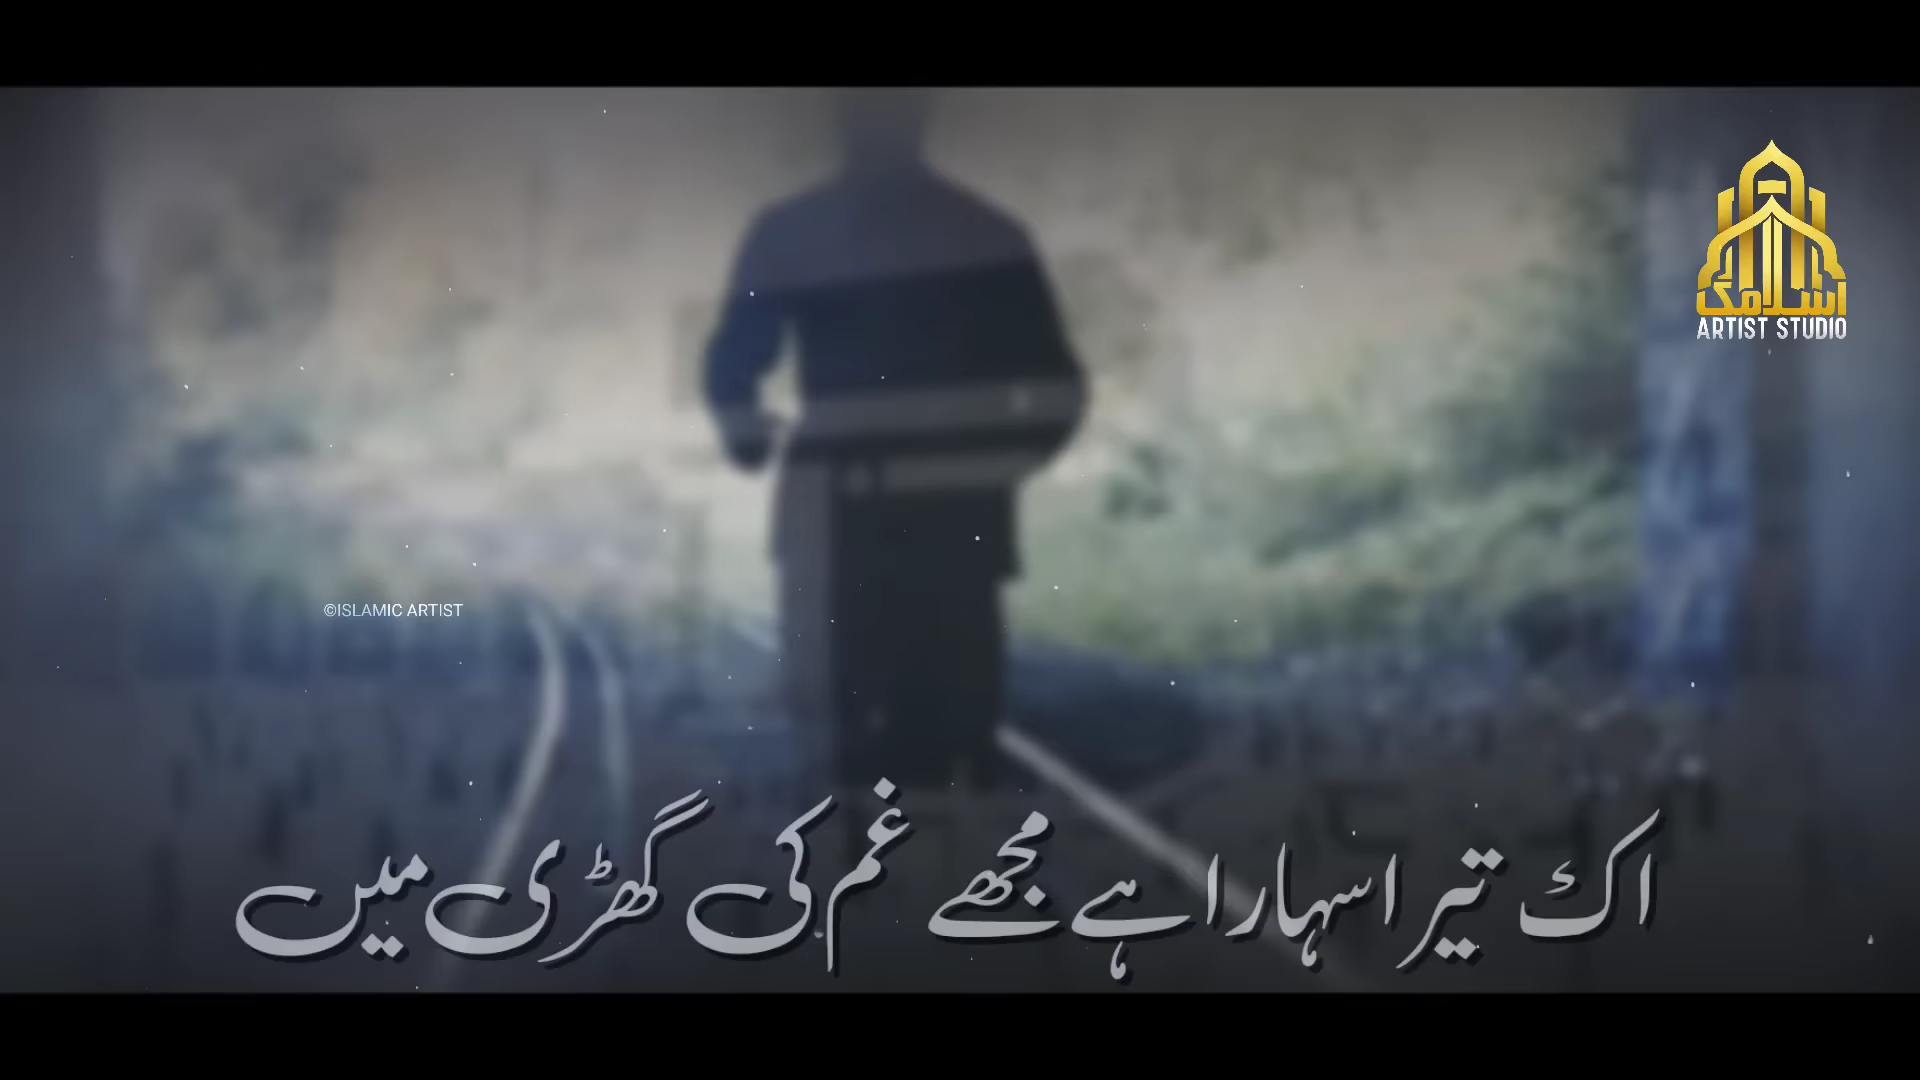 اسلامک
ARTIST STUDIO
©ISLAMIC ARTIST
اک تیرا سہارا ہے مجھے غم کی گھڑی میں